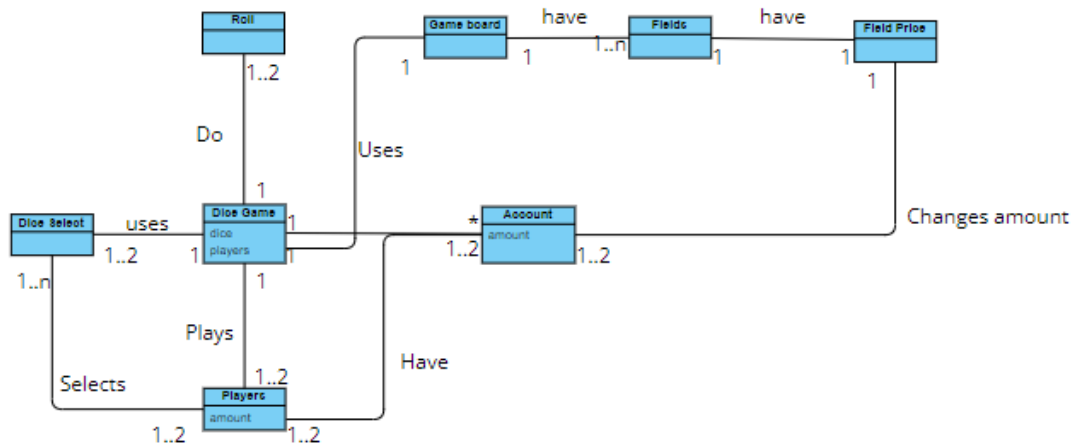 Roll
Game board
have
Fields
have
Field Price
1..2
1
1
1..n
1
1
1
Do
Uses
1
Dice Select
uses
Dice Game
dice
players
1
*
Account
amount
Changes amount
1..2
1
1
1..2
1..2
1..n
1
Plays
Have
Selects
1..2
Players
amount
1..2
1..2